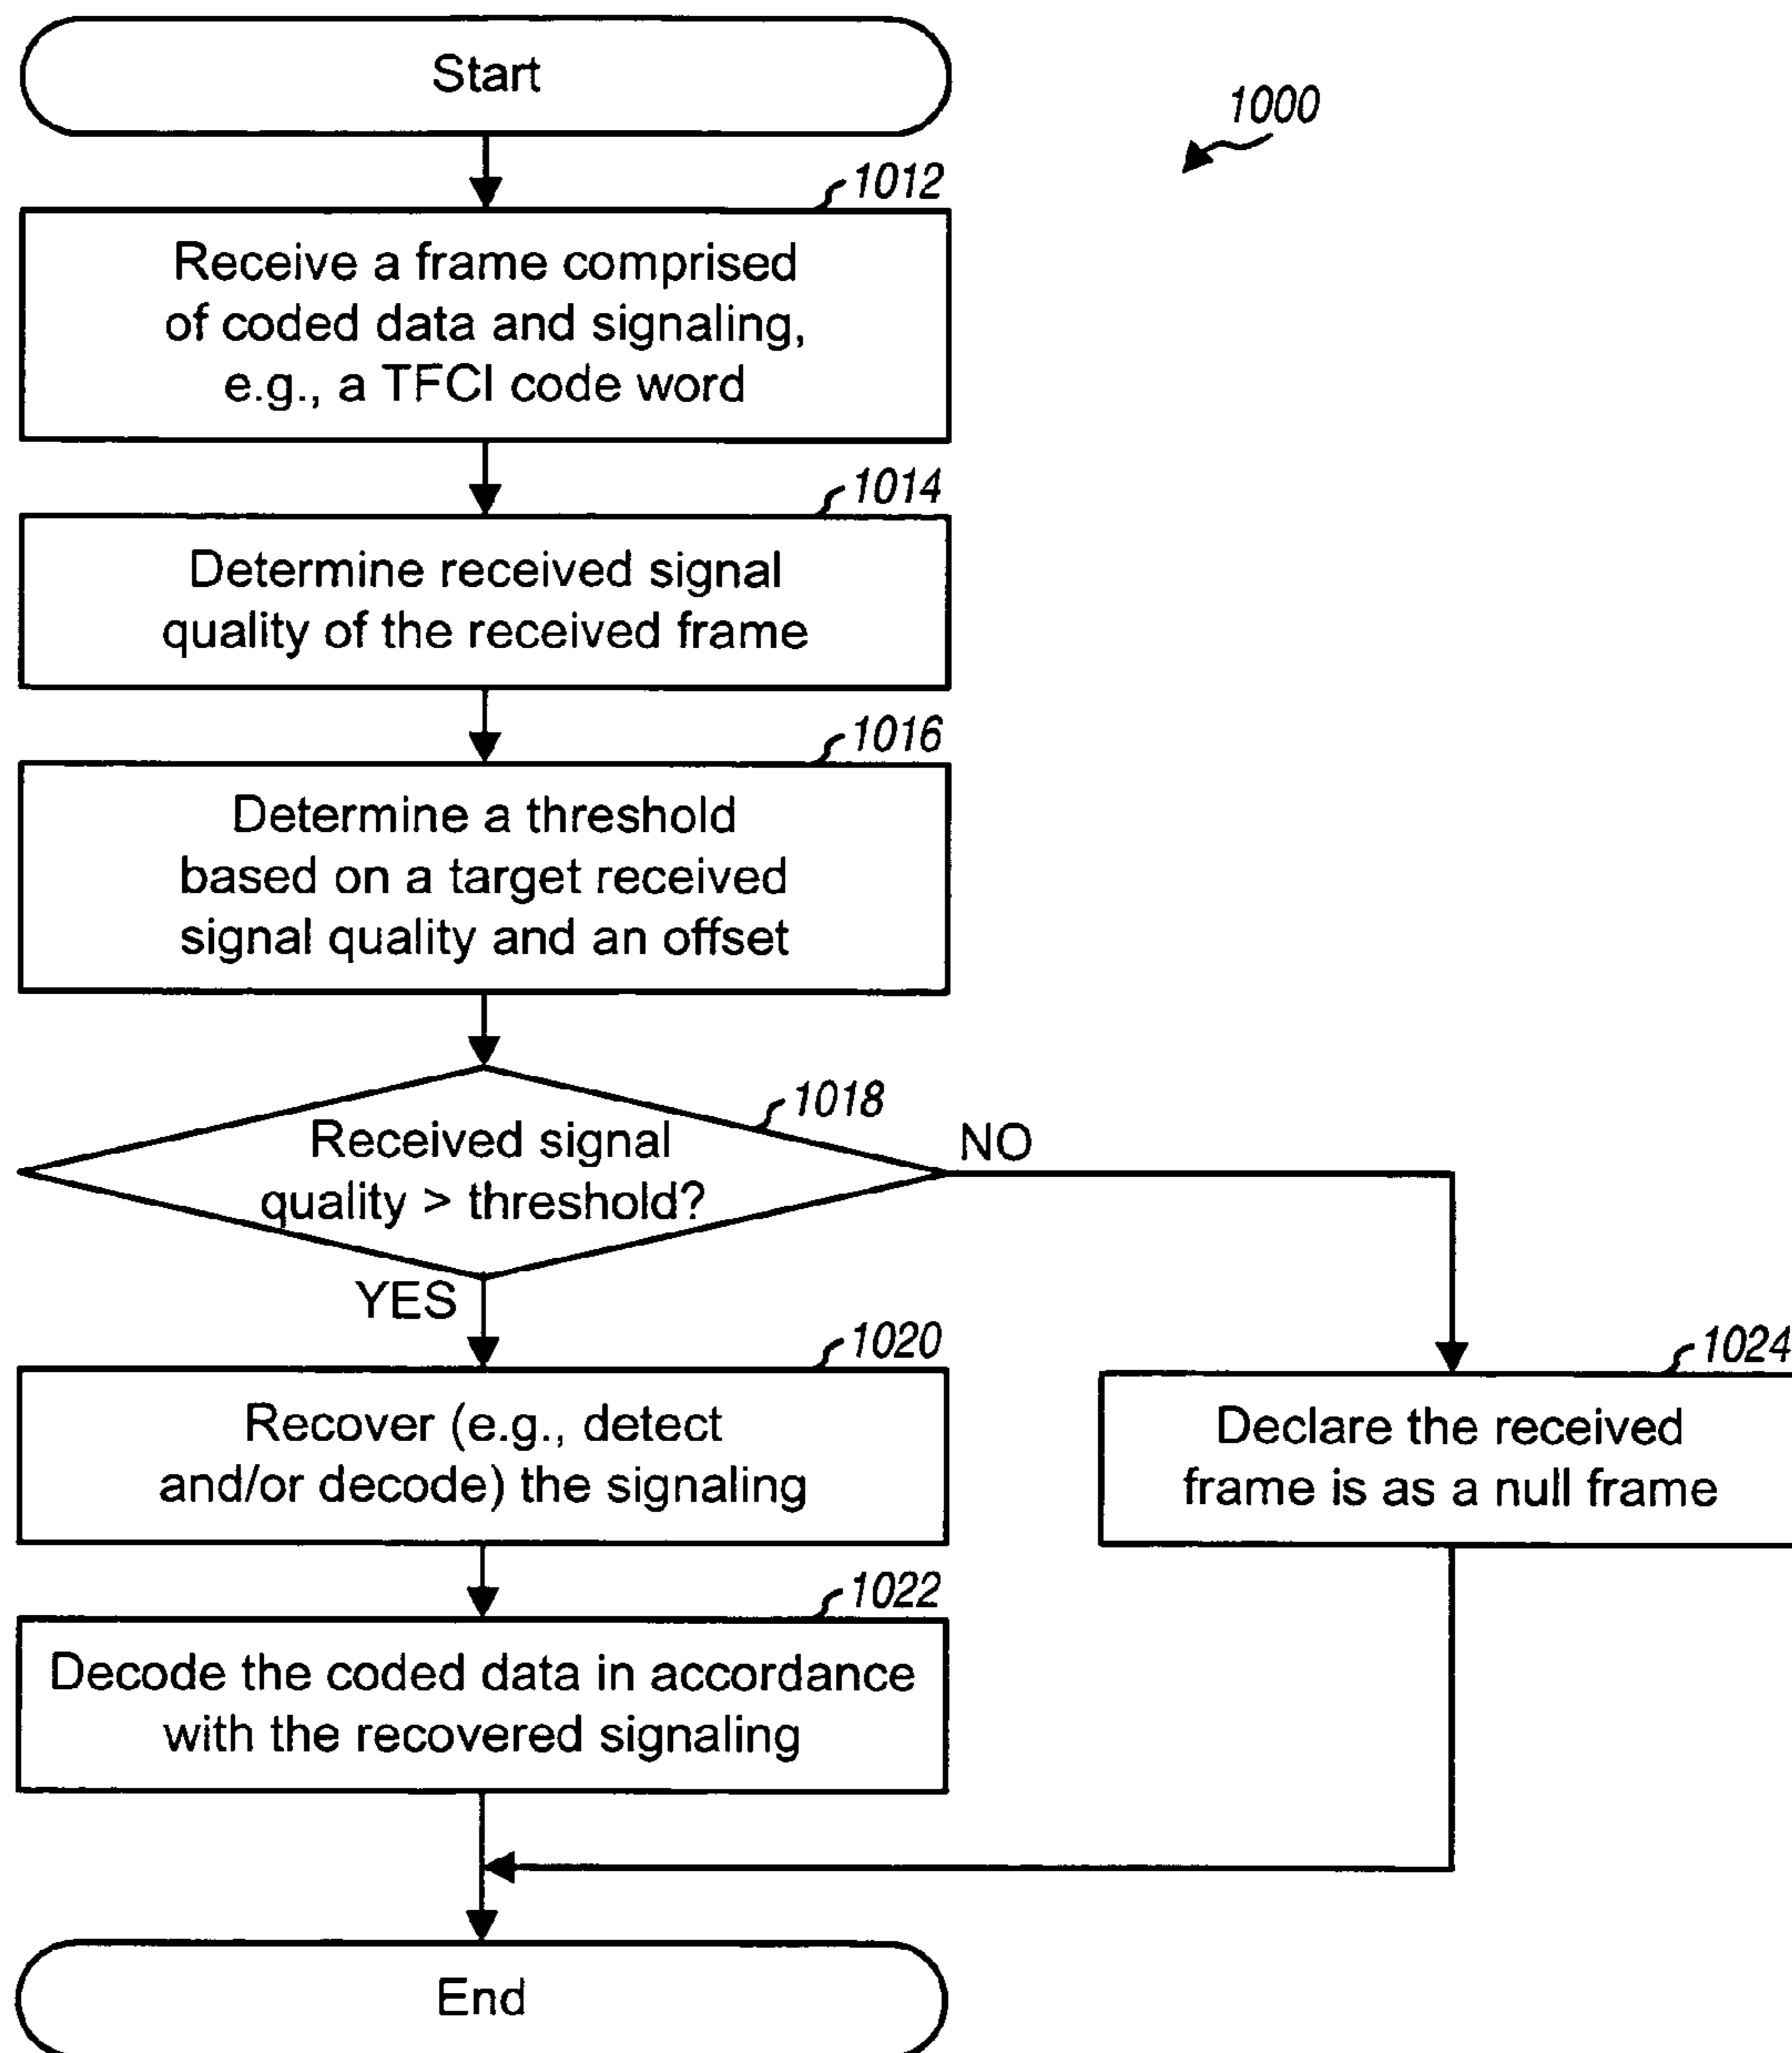 Start
1000
1012
Receive a frame comprised
of coded data and signaling,
e.g., a TFCI code word
1014
Determine received signal
quality of the received frame
1016
Determine a threshold
based on a target received
signal quality and an offset
1018
Received signal
quality > threshold?
NO
YES
1020
Recover (e.g., detect
and/or decode) the signaling
1024
Declare the received
frame is as a null frame
1022
Decode the coded data in accordance
with the recovered signaling
End